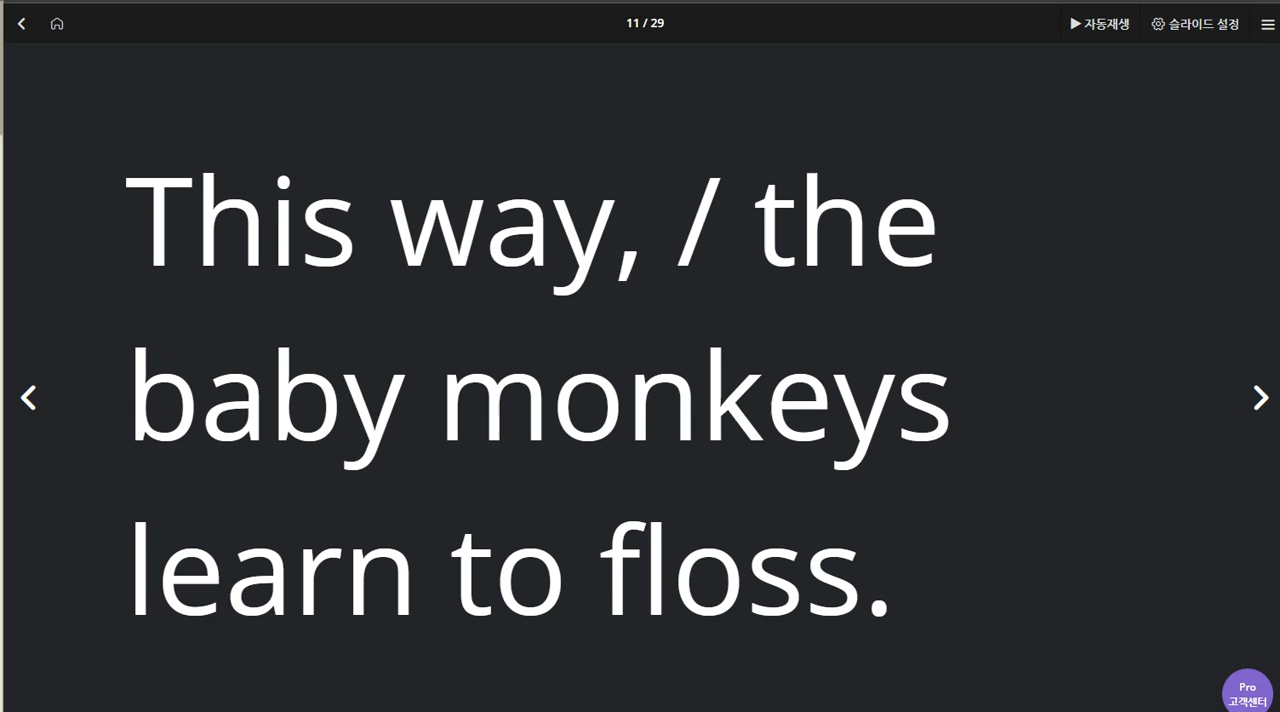 11 / 29
자동재생
슬라이드 설정
This way, / the
baby monkeys
learn to floss.
Pro
고객센터